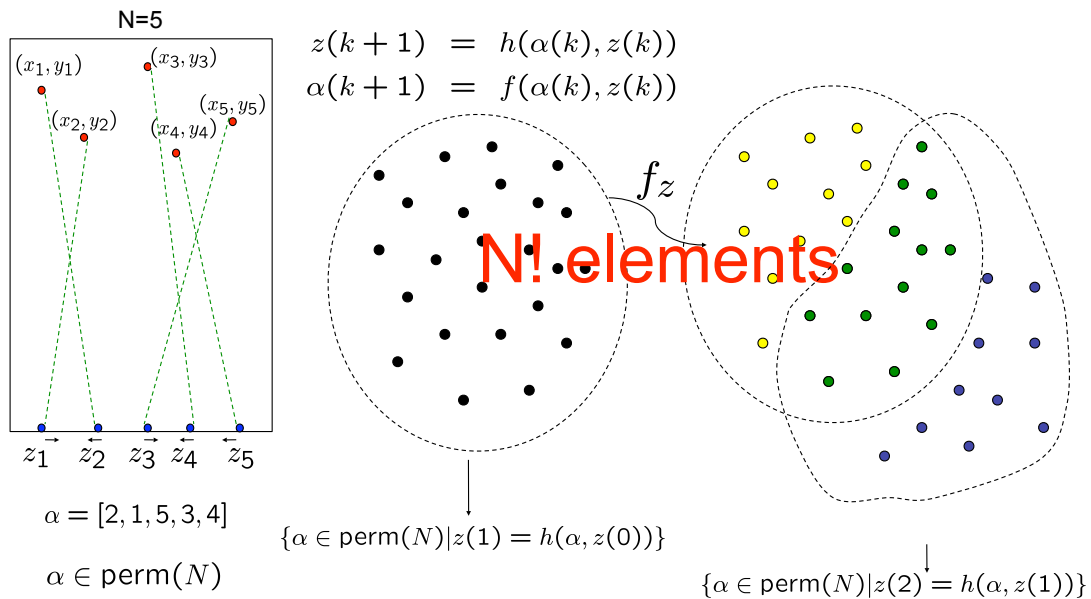 N=5
(x₁, y₁)
(x₂, y₂)
(x₃, y₃)
(x₄, y₄)
(x₅, y₅)
z₁ z₂ z₃ z₄ z₅
α = [2, 1, 5, 3, 4]
α ∈ perm(N)
z(k + 1) = h(α(k), z(k))
α(k + 1) = f(α(k), z(k))
f_z
N! elements
{α ∈ perm(N)|z(1) = h(α, z(0))}
{α ∈ perm(N)|z(2) = h(α, z(1))}